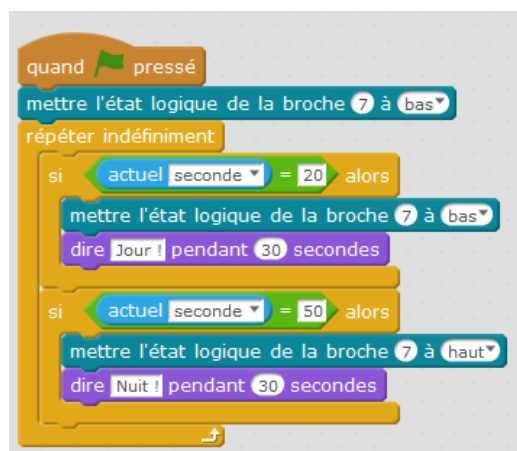 quand pressé
mettre l'état logique de la broche 7 à bas
répéter indéfiniment
si actuel seconde = 20 alors
mettre l'état logique de la broche 7 à bas
dire Jour ! pendant 30 secondes
si actuel seconde = 50 alors
mettre l'état logique de la broche 7 à haut
dire Nuit ! pendant 30 secondes